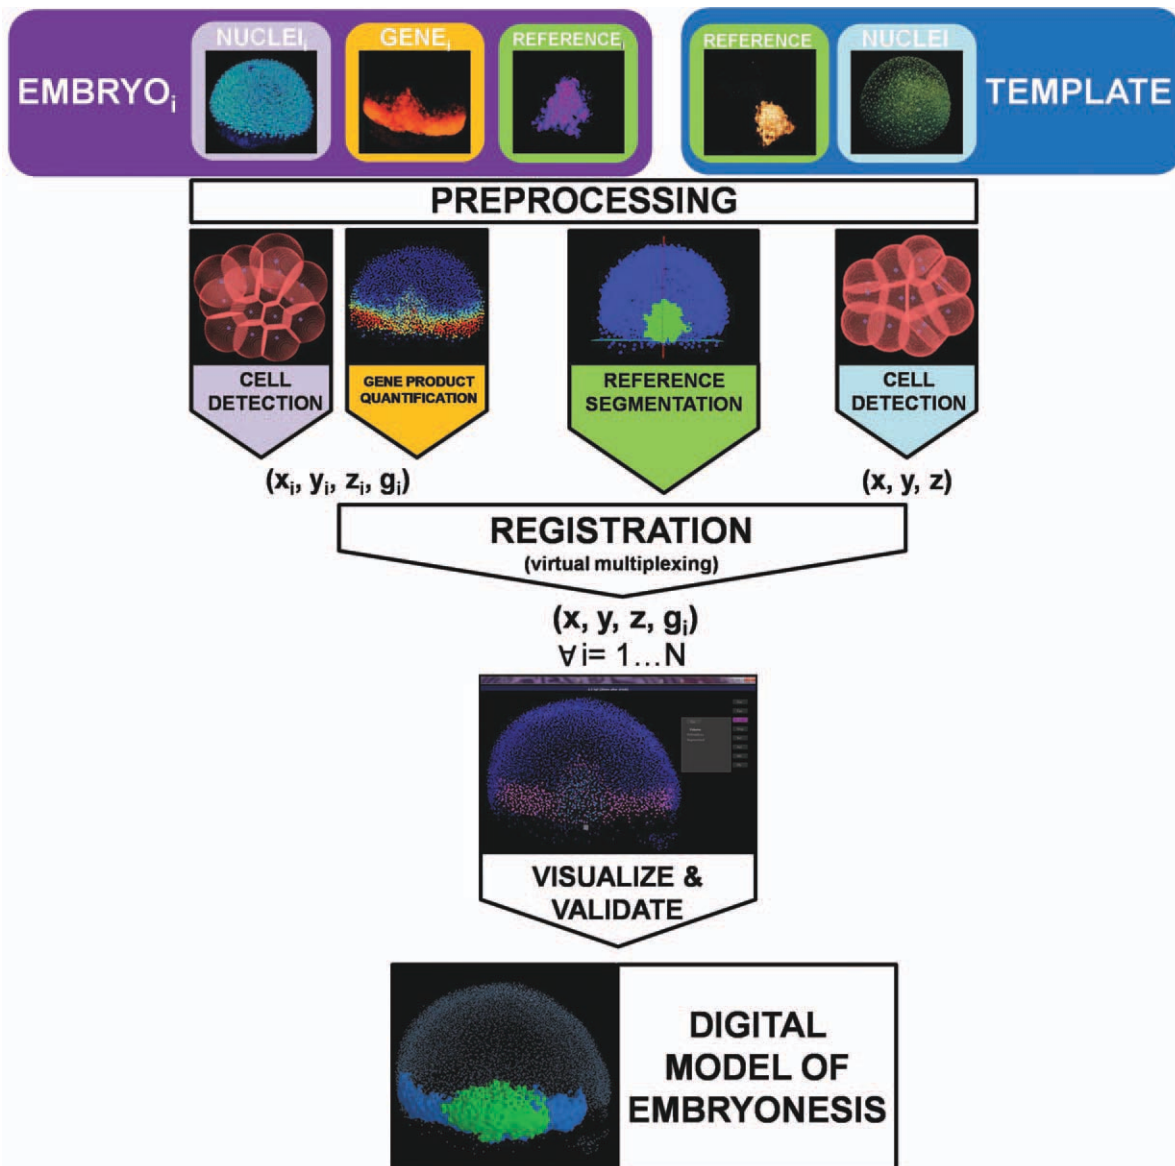 EMBRYOi
NUCLEIi
GENEi
REFERENCEi
REFERENCE
NUCLEI
TEMPLATE
PREPROCESSING
CELL
DETECTION
GENE PRODUCT
QUANTIFICATION
REFERENCE
SEGMENTATION
CELL
DETECTION
(xi, yi, zi, gi)
(x, y, z)
REGISTRATION
(virtual multiplexing)
(x, y, z, gi)
∀ i= 1...N
VISUALIZE &
VALIDATE
DIGITAL
MODEL OF
EMBRYONESIS